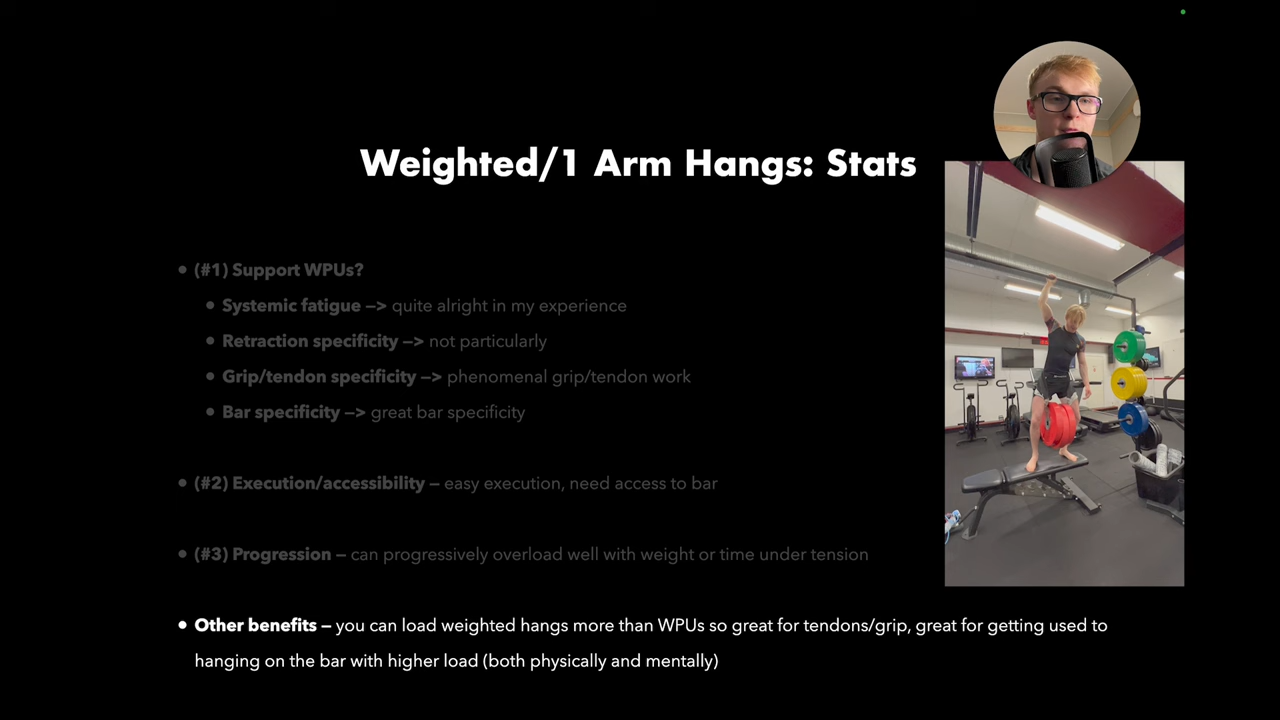 Weighted/1 Arm Hangs: Stats
• (#1) Support WPUs?
• Systemic fatigue —> quite alright in my experience
• Retraction specificity —> not particularly
• Grip/tendon specificity —> phenomenal grip/tendon work
• Bar specificity —> great bar specificity
• (#2) Execution/accessibility – easy execution, need access to bar
• (#3) Progression – can progressively overload well with weight or time under tension
• Other benefits – you can load weighted hangs more than WPUs so great for tendons/grip, great for getting used to
hanging on the bar with higher load (both physically and mentally)